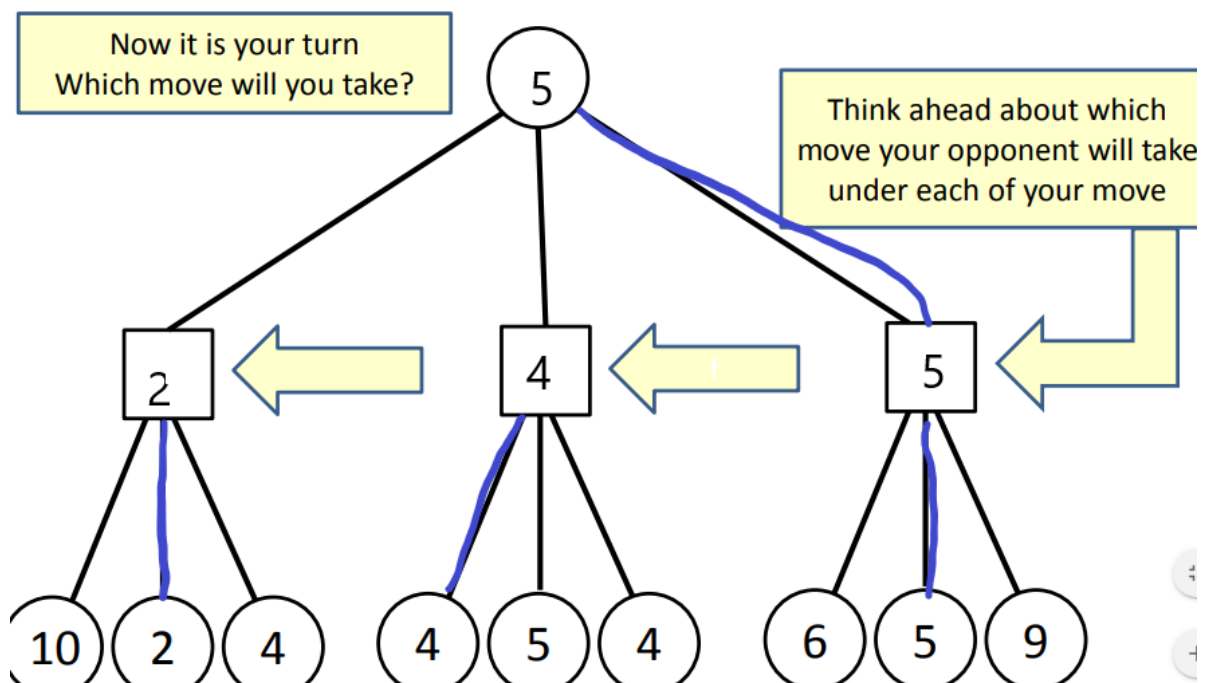 Now it is your turn
Which move will you take?
5
Think ahead about which
move your opponent will take
under each of your move
2
4
f
5
10
2
4
4
5
4
6
5
9